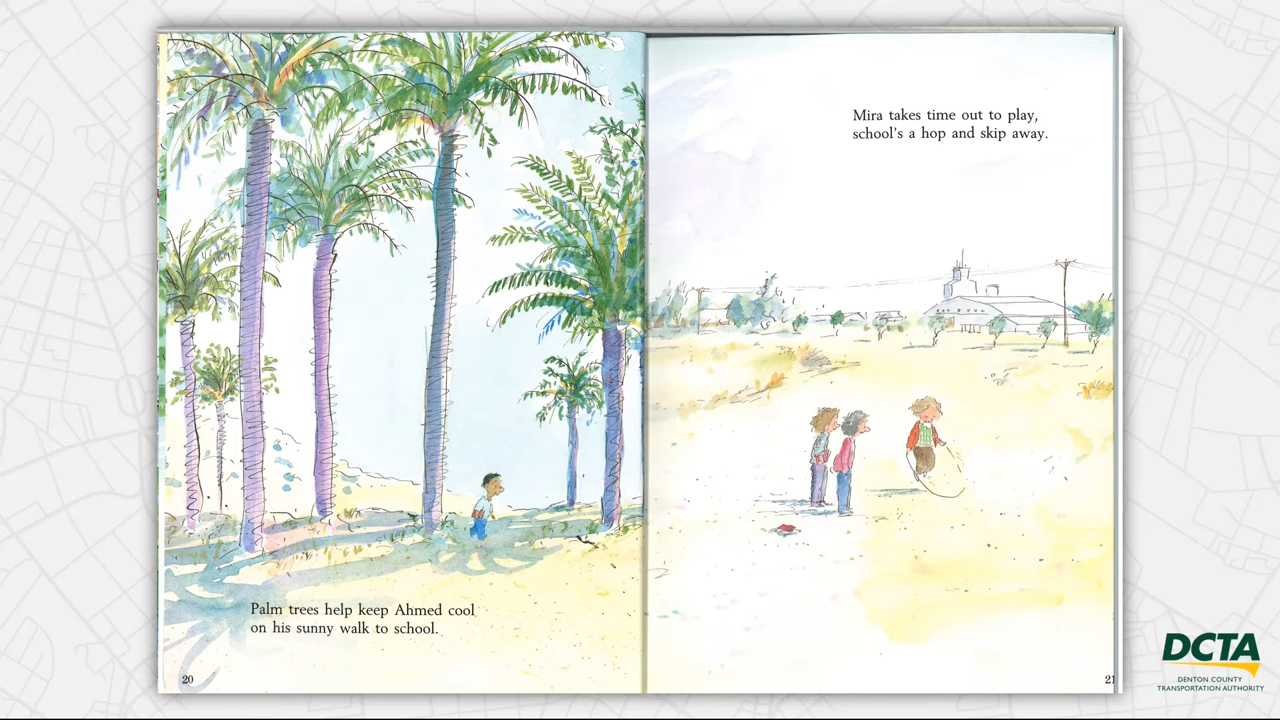 Palm trees help keep Ahmed cool
on his sunny walk to school.
20
Mira takes time out to play,
school's a hop and skip away.
21
DCTA
DENTON COUNTY
TRANSPORTATION AUTHORITY